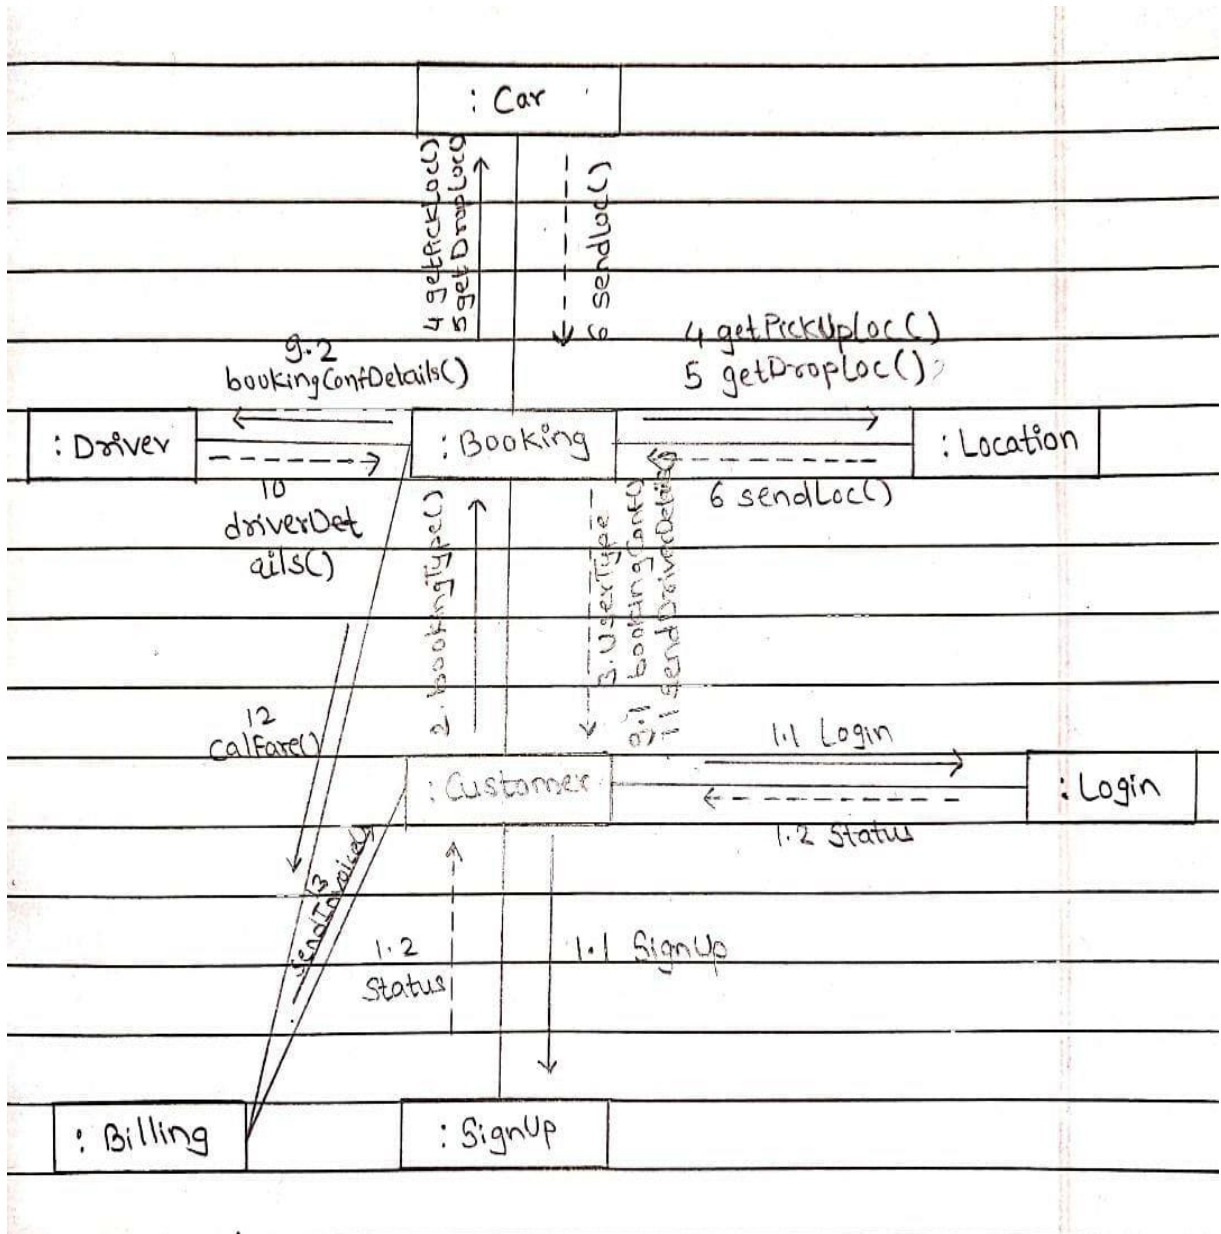 : Car
4 getPickLoc()
5 getDropLoc()
6 sendLoc()
9.2
bookingConfDetails()
4 getPickUpLoc()
5 getDropLoc()
: Driver
: Booking
: Location
10
driverDet
ails()
6 sendLoc()
2. bookingType()
3. UserType
9.1 bookingConf()
11 sendDriverDetails()
12
CalFare()
1.1 Login
: Customer
: Login
1.2 Status
13
sendInvoice()
1.2
Status
1.1 SignUp
: Billing
: SignUp